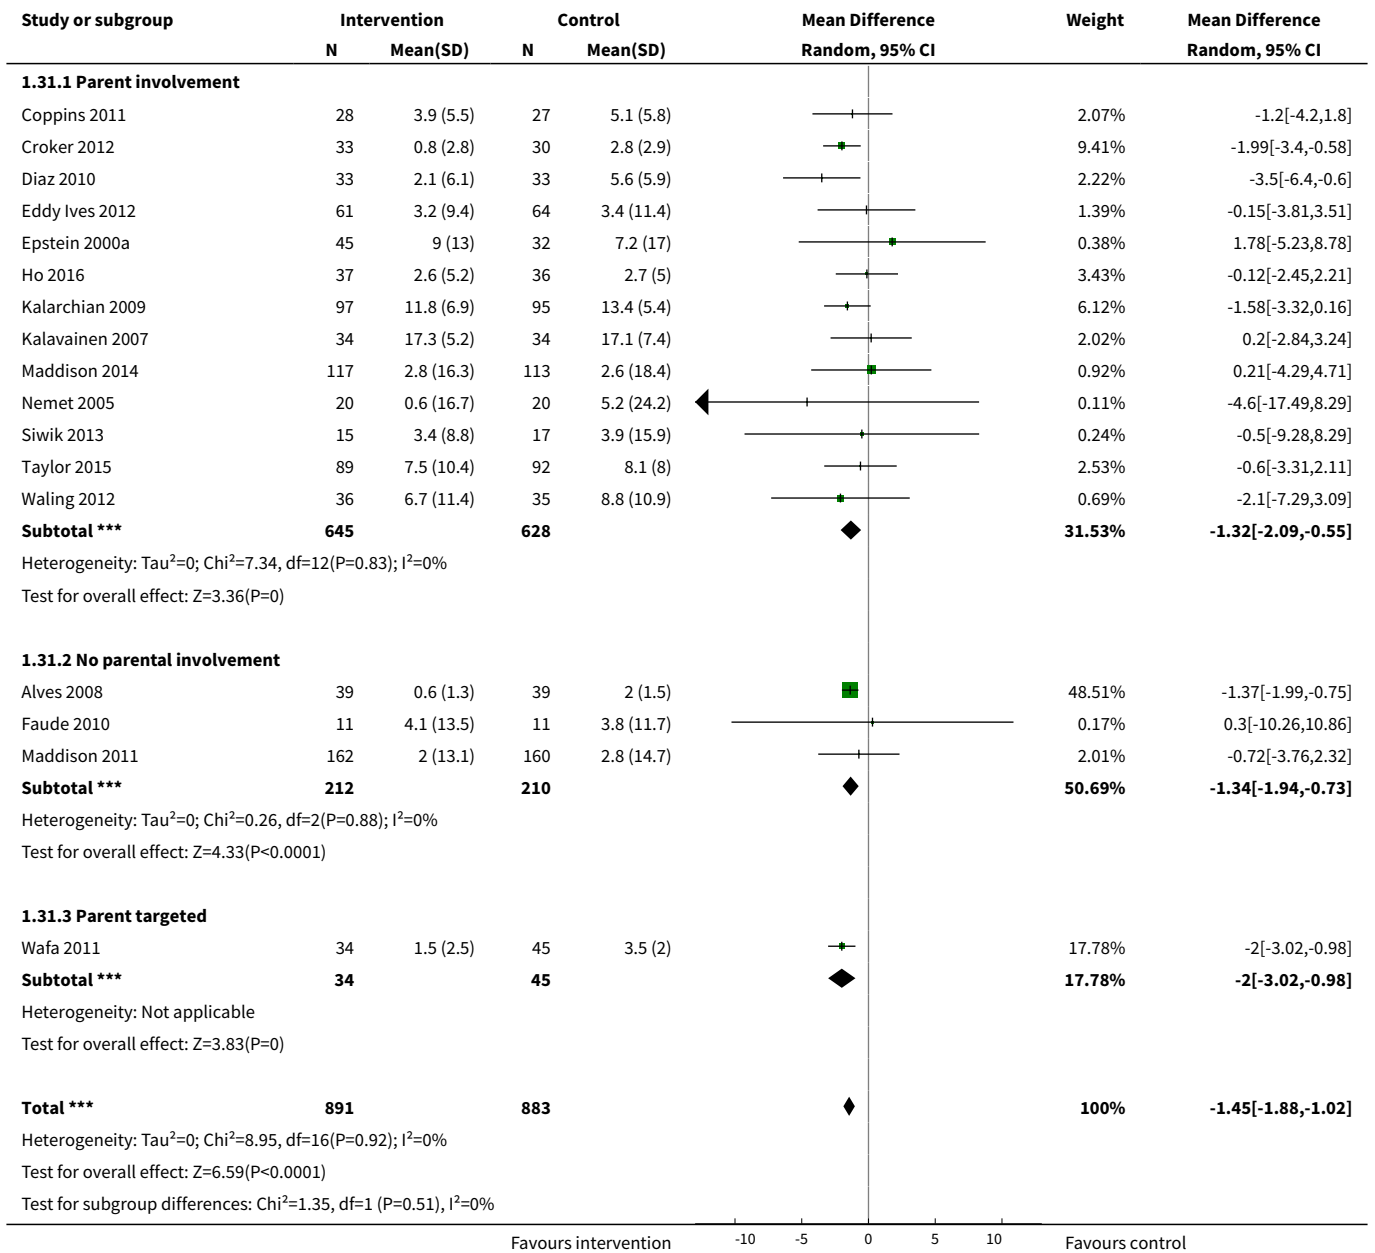 Study or subgroup Intervention Control Mean Difference Weight Mean Difference
N Mean(SD) N Mean(SD) Random, 95% CI Random, 95% CI
1.31.1 Parent involvement
Coppins 2011 28 3.9 (5.5) 27 5.1 (5.8) 2.07% -1.2[-4.2,1.8]
Croker 2012 33 0.8 (2.8) 30 2.8 (2.9) 9.41% -1.99[-3.4,-0.58]
Diaz 2010 33 2.1 (6.1) 33 5.6 (5.9) 2.22% -3.5[-6.4,-0.6]
Eddy Ives 2012 61 3.2 (9.4) 64 3.4 (11.4) 1.39% -0.15[-3.81,3.51]
Epstein 2000a 45 9 (13) 32 7.2 (17) 0.38% 1.78[-5.23,8.78]
Ho 2016 37 2.6 (5.2) 36 2.7 (5) 3.43% -0.12[-2.45,2.21]
Kalarchian 2009 97 11.8 (6.9) 95 13.4 (5.4) 6.12% -1.58[-3.32,0.16]
Kalavainen 2007 34 17.3 (5.2) 34 17.1 (7.4) 2.02% 0.2[-2.84,3.24]
Maddison 2014 117 2.8 (16.3) 113 2.6 (18.4) 0.92% 0.21[-4.29,4.71]
Nemet 2005 20 0.6 (16.7) 20 5.2 (24.2) 0.11% -4.6[-17.49,8.29]
Siwik 2013 15 3.4 (8.8) 17 3.9 (15.9) 0.24% -0.5[-9.28,8.29]
Taylor 2015 89 7.5 (10.4) 92 8.1 (8) 2.53% -0.6[-3.31,2.11]
Waling 2012 36 6.7 (11.4) 35 8.8 (10.9) 0.69% -2.1[-7.29,3.09]
Subtotal *** 645 628 31.53% -1.32[-2.09,-0.55]
Heterogeneity: Tau²=0; Chi²=7.34, df=12(P=0.83); I²=0%
Test for overall effect: Z=3.36(P=0)
1.31.2 No parental involvement
Alves 2008 39 0.6 (1.3) 39 2 (1.5) 48.51% -1.37[-1.99,-0.75]
Faude 2010 11 4.1 (13.5) 11 3.8 (11.7) 0.17% 0.3[-10.26,10.86]
Maddison 2011 162 2 (13.1) 160 2.8 (14.7) 2.01% -0.72[-3.76,2.32]
Subtotal *** 212 210 50.69% -1.34[-1.94,-0.73]
Heterogeneity: Tau²=0; Chi²=0.26, df=2(P=0.88); I²=0%
Test for overall effect: Z=4.33(P<0.0001)
1.31.3 Parent targeted
Wafa 2011 34 1.5 (2.5) 45 3.5 (2) 17.78% -2[-3.02,-0.98]
Subtotal *** 34 45 17.78% -2[-3.02,-0.98]
Heterogeneity: Not applicable
Test for overall effect: Z=3.83(P=0)
Total *** 891 883 100% -1.45[-1.88,-1.02]
Heterogeneity: Tau²=0; Chi²=8.95, df=16(P=0.92); I²=0%
Test for overall effect: Z=6.59(P<0.0001)
Test for subgroup differences: Chi²=1.35, df=1 (P=0.51), I²=0%
Favours intervention -10 -5 0 5 10 Favours control